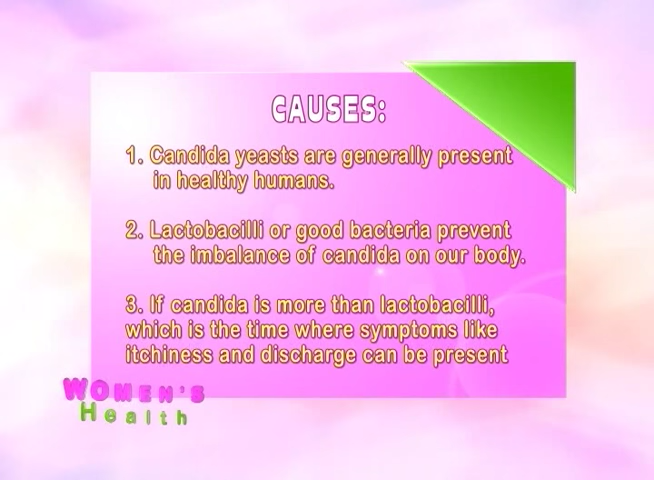 CAUSES:
1. Candida yeasts are generally present
in healthy humans.
2. Lactobacilli or good bacteria prevent
the imbalance of candida on our body.
3. If candida is more than lactobacilli,
which is the time where symptoms like
itchiness and discharge can be present
WOMEN'S
Health